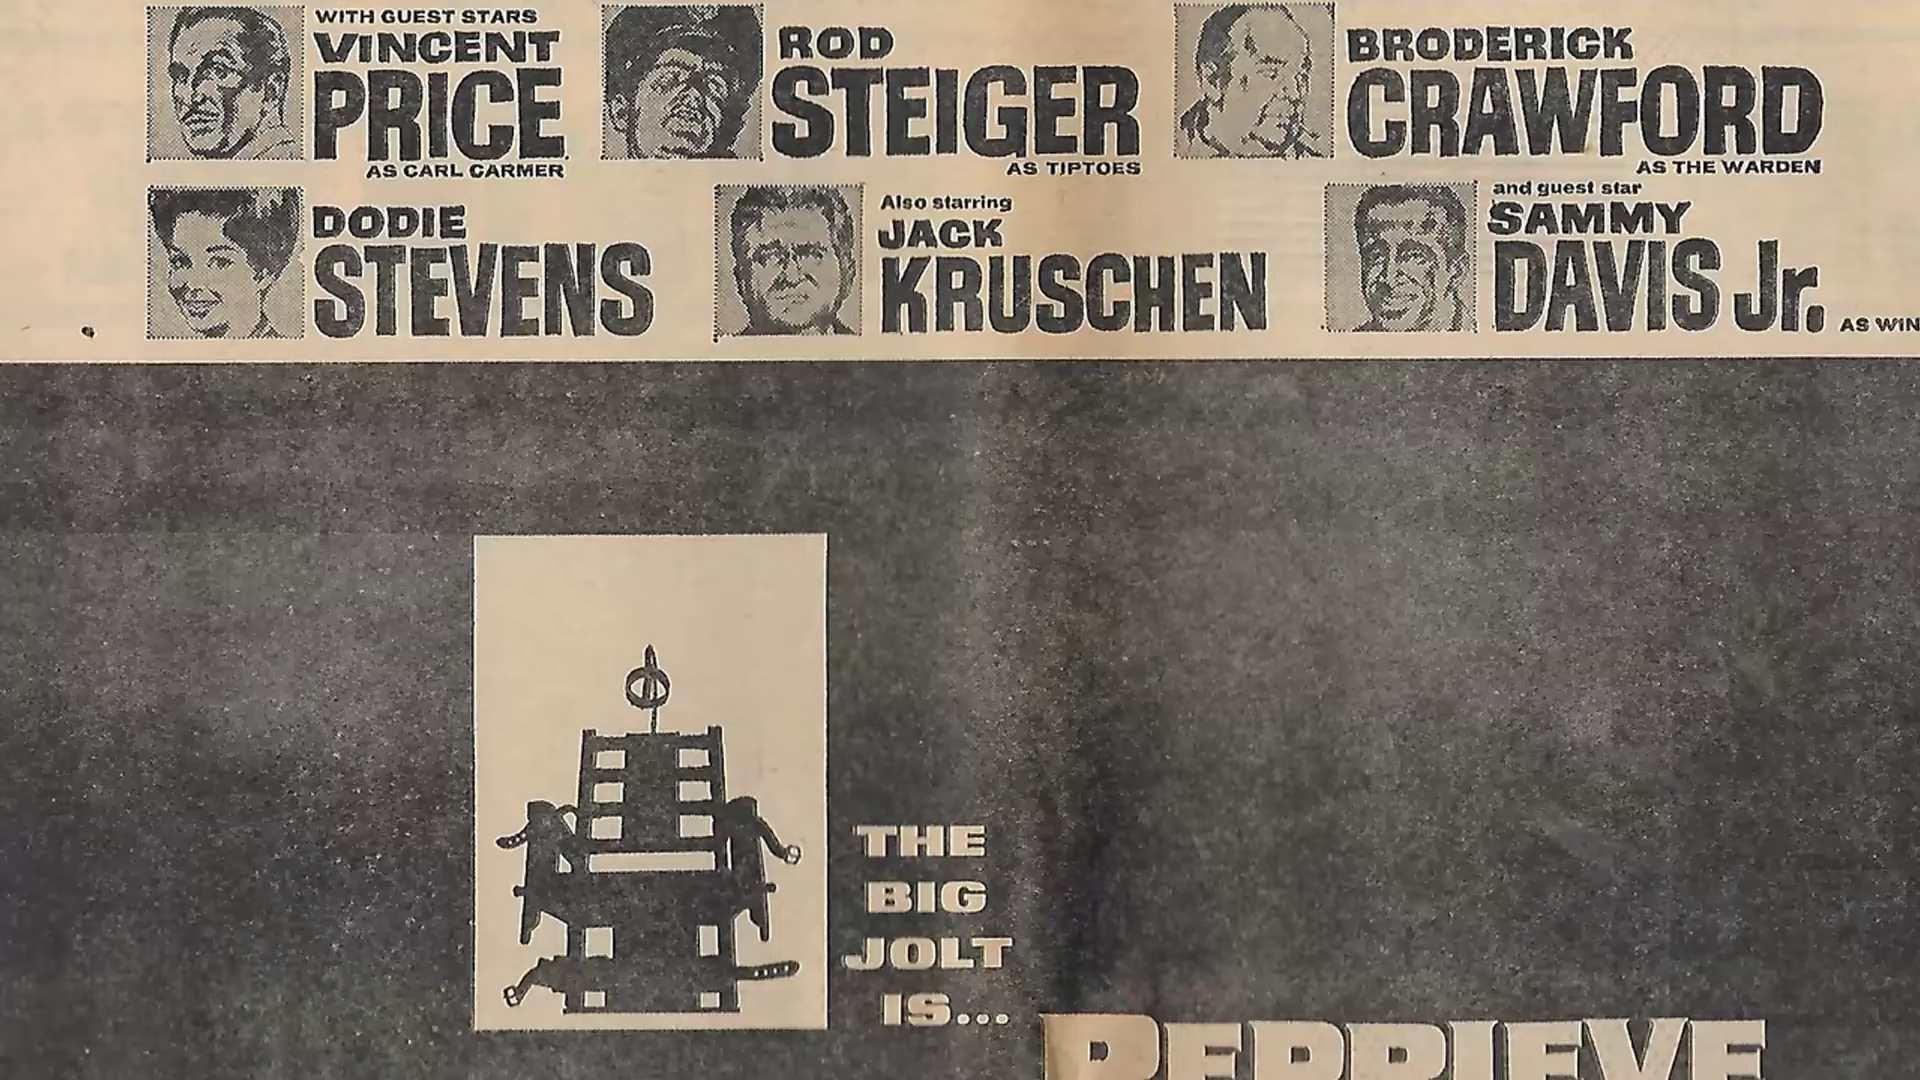 WITH GUEST STARS
VINCENT
PRICE
AS CARL CARMER
ROD
STEIGER
AS TIPTOES
BRODERICK
CRAWFORD
AS THE WARDEN
DODIE
STEVENS
Also starring
JACK
KRUSCHEN
and guest star
SAMMY
DAVIS Jr.
AS WIN
THE
BIG
JOLT
IS...
REPRIEVE